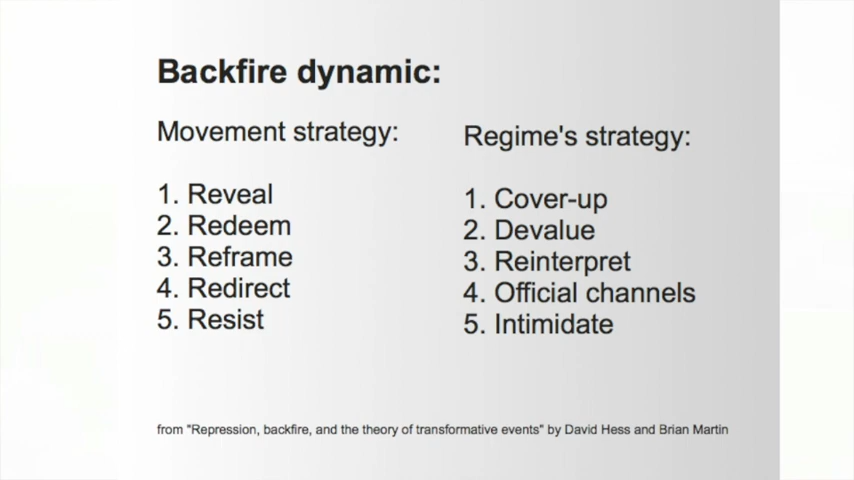 Backfire dynamic:
Movement strategy:
1. Reveal
2. Redeem
3. Reframe
4. Redirect
5. Resist
Regime's strategy:
1. Cover-up
2. Devalue
3. Reinterpret
4. Official channels
5. Intimidate
from "Repression, backfire, and the theory of transformative events" by David Hess and Brian Martin